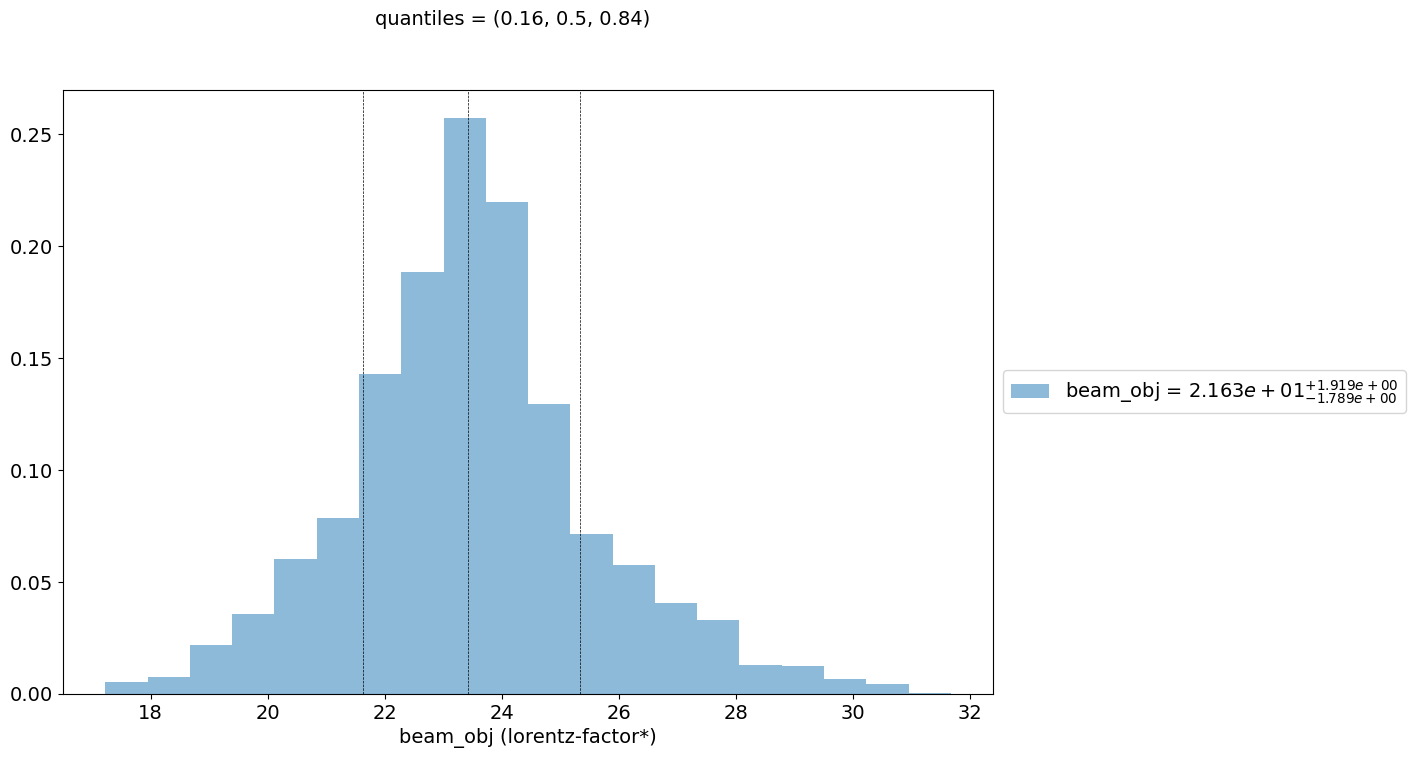 quantiles = (0.16, 0.5, 0.84)
0.25
0.20
0.15
0.10
0.05
0.00
beam_obj = 2.163e + 01 +1.919e+00 −1.789e+00
18 20 22 24 26 28 30 32
beam_obj (lorentz-factor*)